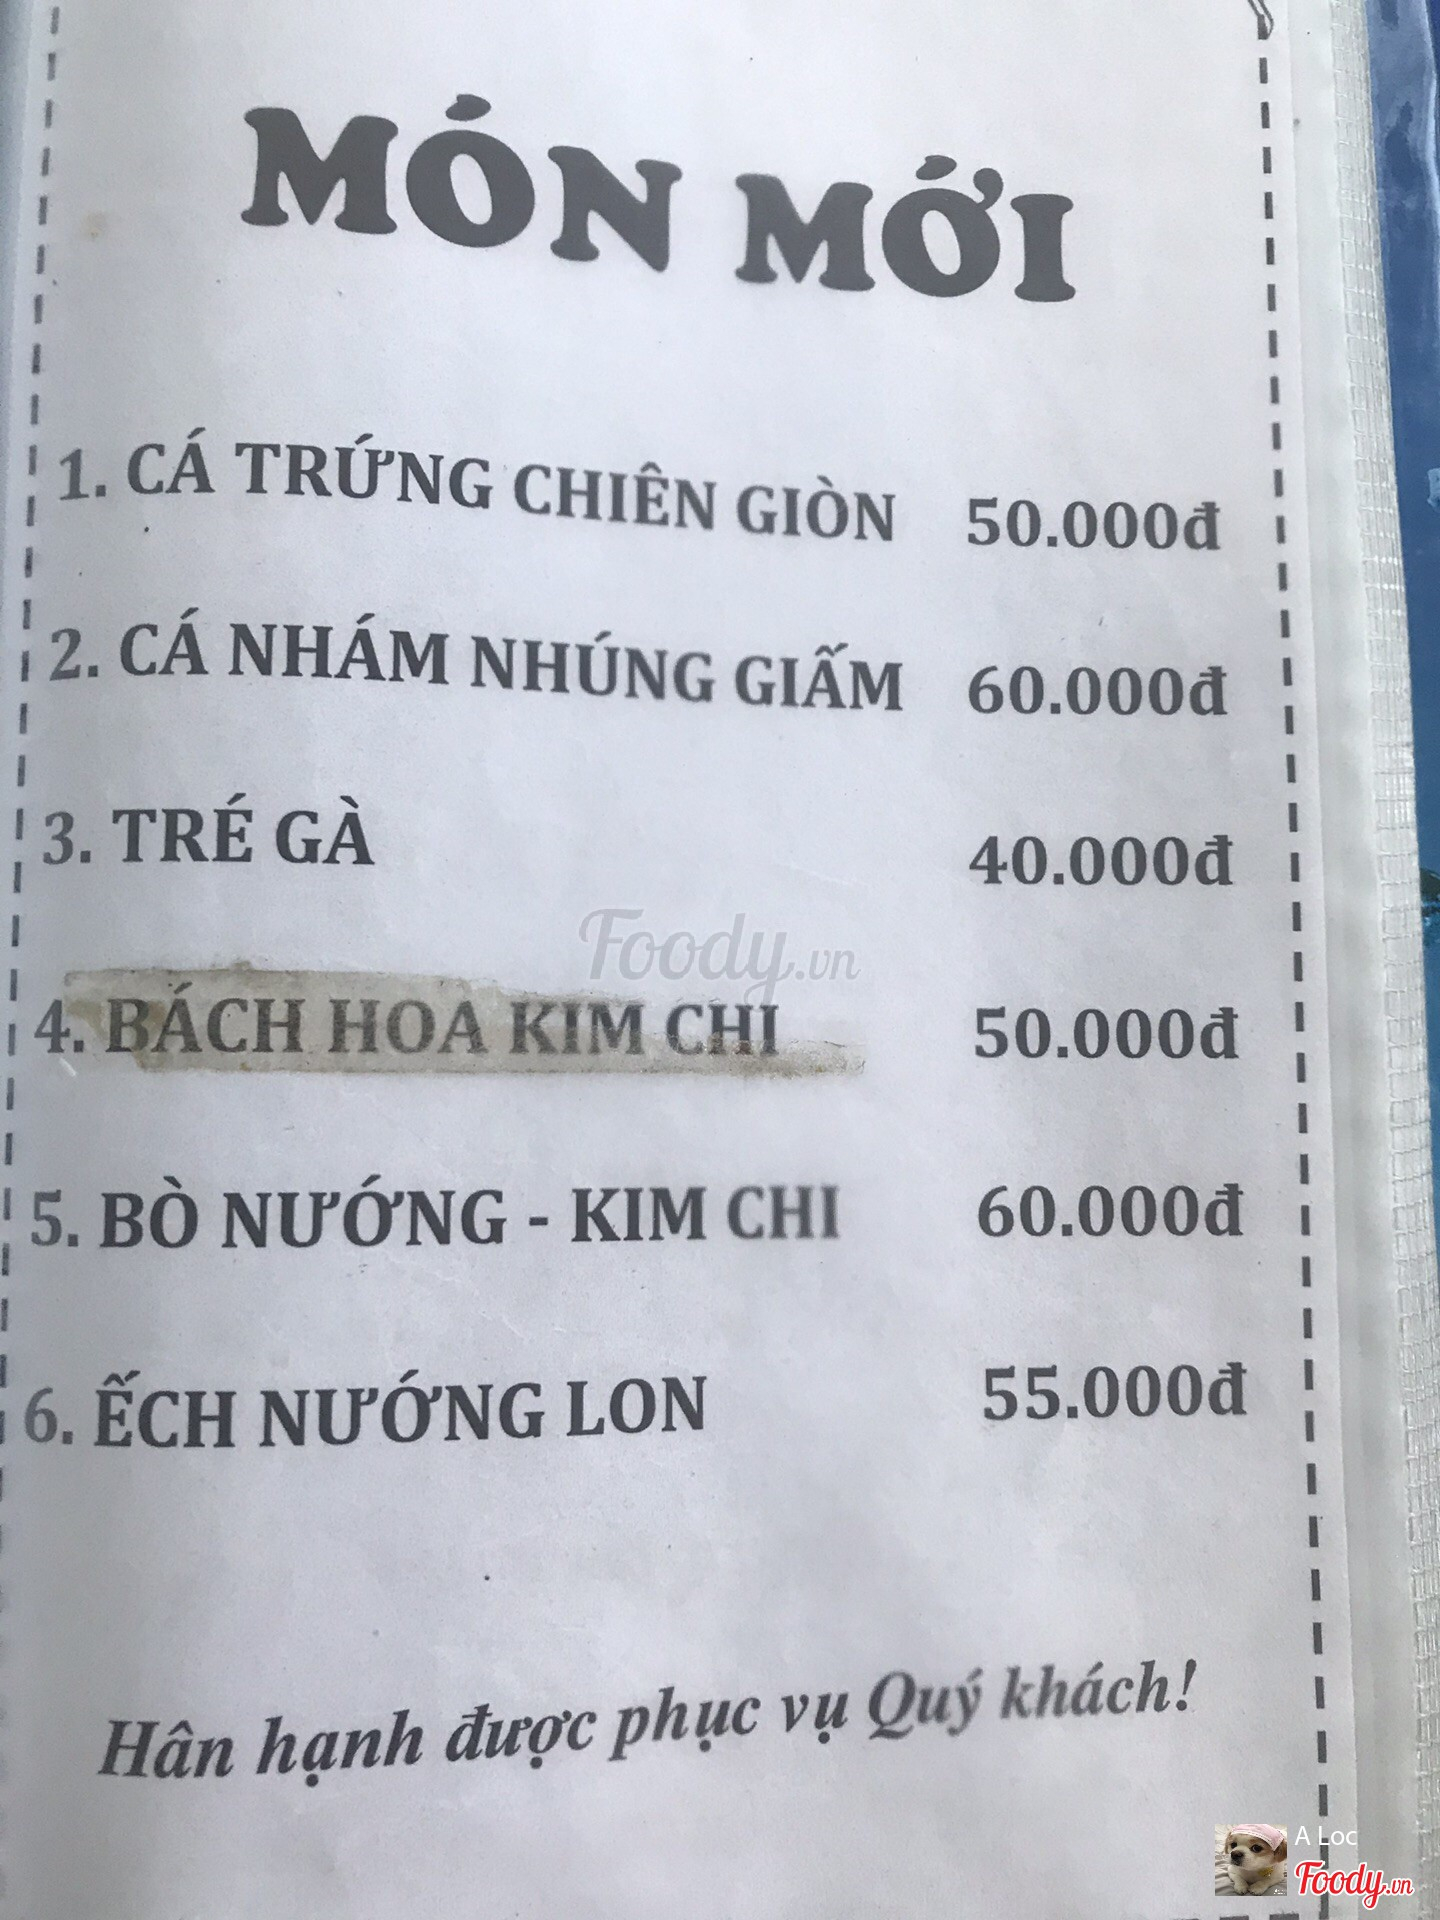 MÓN MỚI
1. CÁ TRỨNG CHIÊN GIÒN 50.000đ
2. CÁ NHÁM NHÚNG GIẤM 60.000đ
3. TRÉ GÀ 40.000đ
Foody.vn
4. BÁCH HOA KIM CHI 50.000đ
5. BÒ NƯỚNG - KIM CHI 60.000đ
6. ẾCH NƯỚNG LON 55.000đ
Hân hạnh được phục vụ Quý khách!
A Loc
Foody.vn